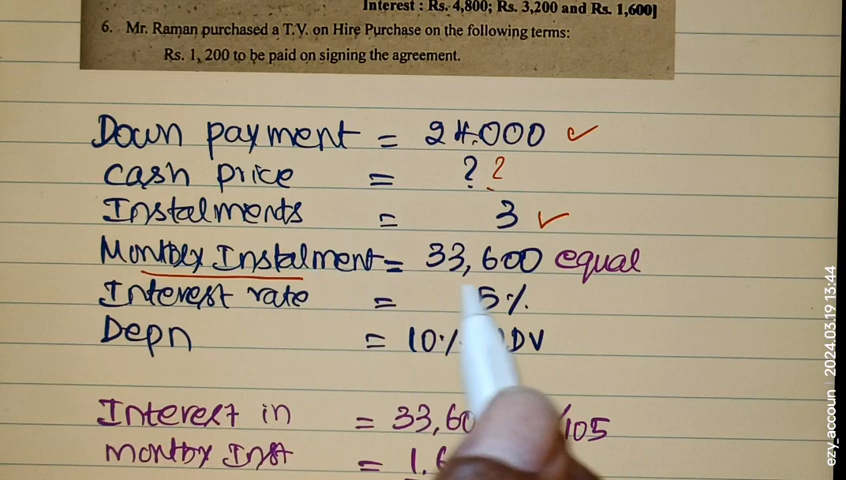 Interest : Rs. 4,800; Rs. 3,200 and Rs. 1,600]
6. Mr. Raman purchased a T.V. on Hire Purchase on the following terms:
Rs. 1, 200 to be paid on signing the agreement.
Down payment = 24,000
Cash price = ? ?
Instalments = 3
Monthly Instalment = 33,600 equal
Interest rate = 5%
Depn = 10% DV
Interest in = 33,60 /105
Monthly Inst = 1,6
ezy_accoun | 2024.03.19 13:44